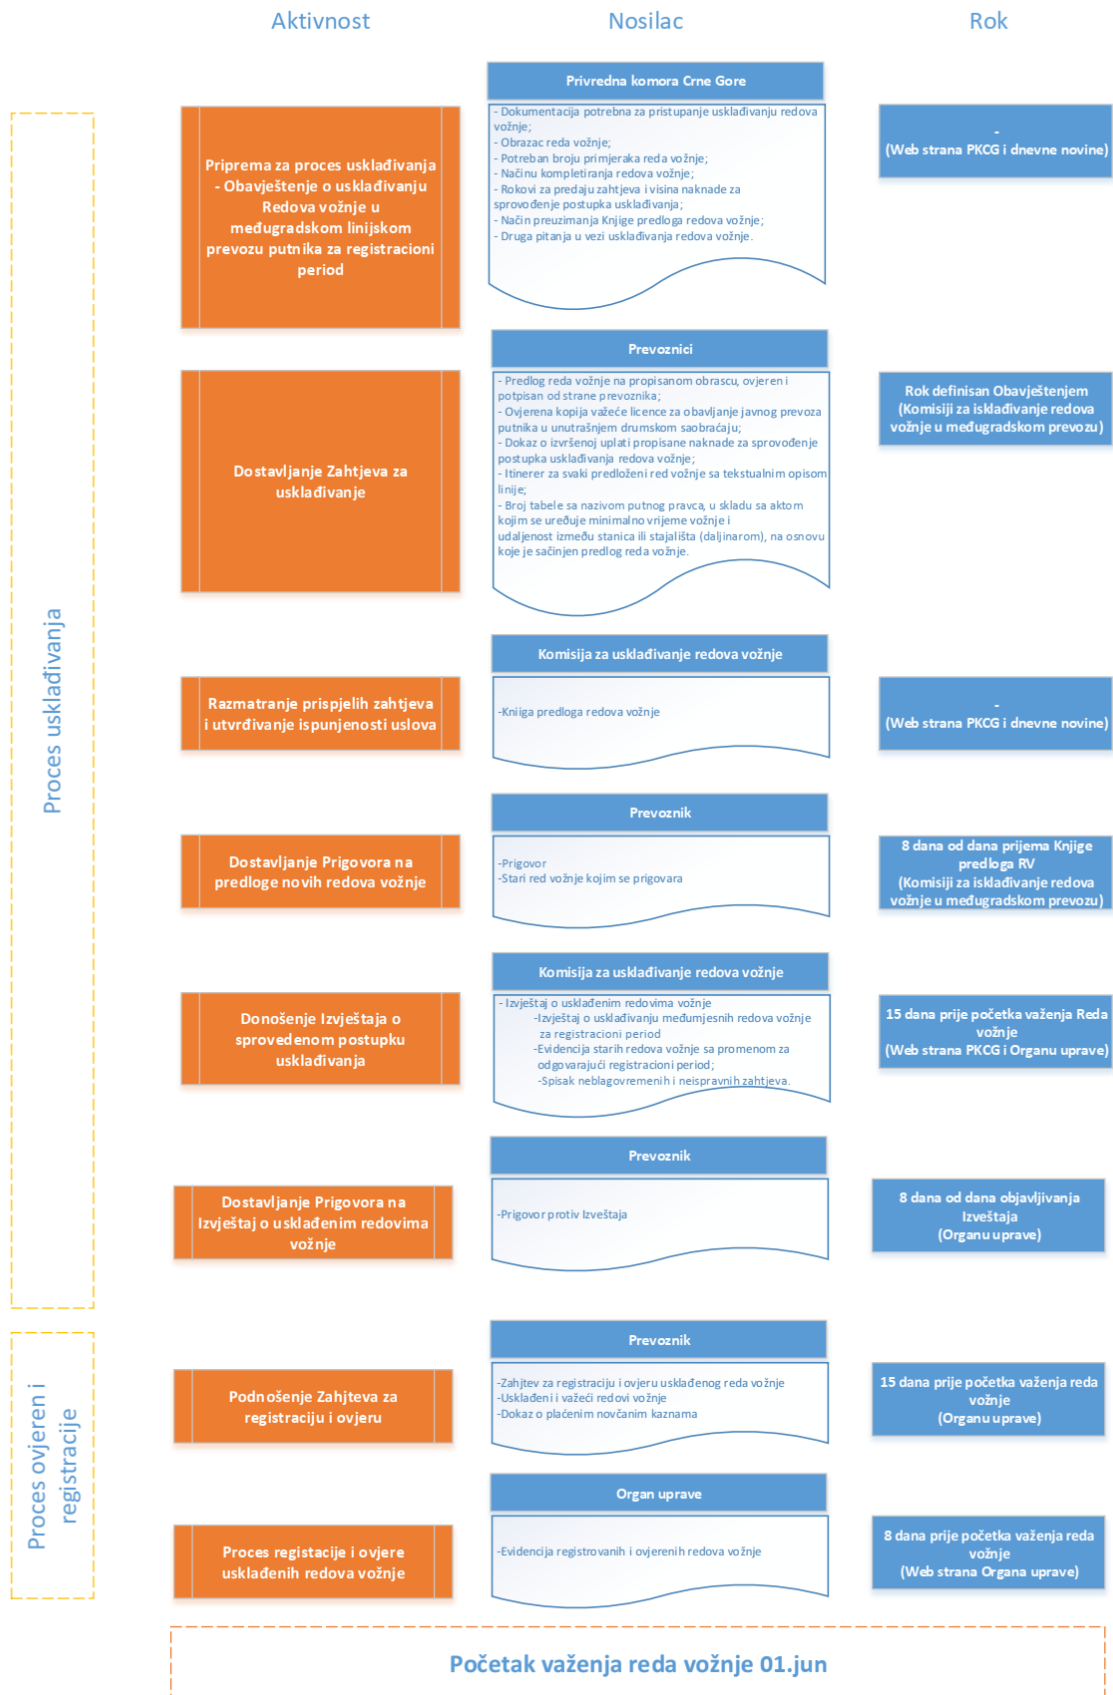 Aktivnost
Nosilac
Rok
Proces usklađivanja
Priprema za proces usklađivanja
- Obavještenje o usklađivanju
Redova vožnje u
međugradskom linijskom
prevozu putnika za registracioni
period
Privredna komora Crne Gore
- Dokumentacija potrebna za pristupanje usklađivanju redova
vožnje;
- Obrazac reda vožnje;
- Potreban broju primjeraka reda vožnje;
- Načinu kompletiranja redova vožnje;
- Rokovi za predaju zahtjeva i visina naknade za
sprovođenje postupka usklađivanja;
- Način preuzimanja Knjige predloga redova vožnje;
- Druga pitanja u vezi usklađivanja redova vožnje.
-
(Web strana PKCG i dnevne novine)
Dostavljanje Zahtjeva za
usklađivanje
Prevoznici
- Predlog reda vožnje na propisanom obrascu, ovjeren i
potpisan od strane prevoznika;
- Ovjerena kopija važeće licence za obavljanje javnog prevoza
putnika u unutrašnjem drumskom saobraćaju;
- Dokaz o izvršenoj uplati propisane naknade za sprovođenje
postupka usklađivanja redova vožnje;
- Itinerer za svaki predloženi red vožnje sa tekstualnim opisom
linije;
- Broj tabele sa nazivom putnog pravca, u skladu sa aktom
kojim se uređuje minimalno vrijeme vožnje i
udaljenost između stanica ili stajališta (daljinarom), na osnovu
koje je sačinjen predlog reda vožnje.
Rok definisan Obavještenjem
(Komisiji za isklađivanje redova
vožnje u međugradskom prevozu)
Razmatranje prispjelih zahtjeva
i utvrđivanje ispunjenosti uslova
Komisija za usklađivanje redova vožnje
-Knjiga predloga redova vožnje
-
(Web strana PKCG i dnevne novine)
Dostavljanje Prigovora na
predloge novih redova vožnje
Prevoznik
-Prigovor
-Stari red vožnje kojim se prigovara
8 dana od dana prijema Knjige
predloga RV
(Komisiji za isklađivanje redova
vožnje u međugradskom prevozu)
Donošenje Izvještaja o
sprovedenom postupku
usklađivanja
Komisija za usklađivanje redova vožnje
- Izvještaj o usklađenim redovima vožnje
-Izvještaj o usklađivanju međumjesnih redova vožnje
za registracioni period
-Evidencija starih redova vožnje sa promenom za
odgovarajući registracioni period;
-Spisak neblagovremenih i neispravnih zahtjeva.
15 dana prije početka važenja Reda
vožnje
(Web strana PKCG i Organu uprave)
Dostavljanje Prigovora na
Izvještaj o usklađenim redovima
vožnje
Prevoznik
-Prigovor protiv Izveštaja
8 dana od dana objavljivanja
Izveštaja
(Organu uprave)
Proces ovjeren i
registracije
Podnošenje Zahjteva za
registraciju i ovjeru
Prevoznik
-Zahjtev za registraciju i ovjeru usklađenog reda vožnje
-Usklađeni i važeći redovi vožnje
-Dokaz o plaćenim novčanim kaznama
15 dana prije početka važenja reda
vožnje
(Organu uprave)
Proces registacije i ovjere
usklađenih redova vožnje
Organ uprave
-Evidencija registrovanih i ovjerenih redova vožnje
8 dana prije početka važenja reda
vožnje
(Web strana Organa uprave)
Početak važenja reda vožnje 01.jun